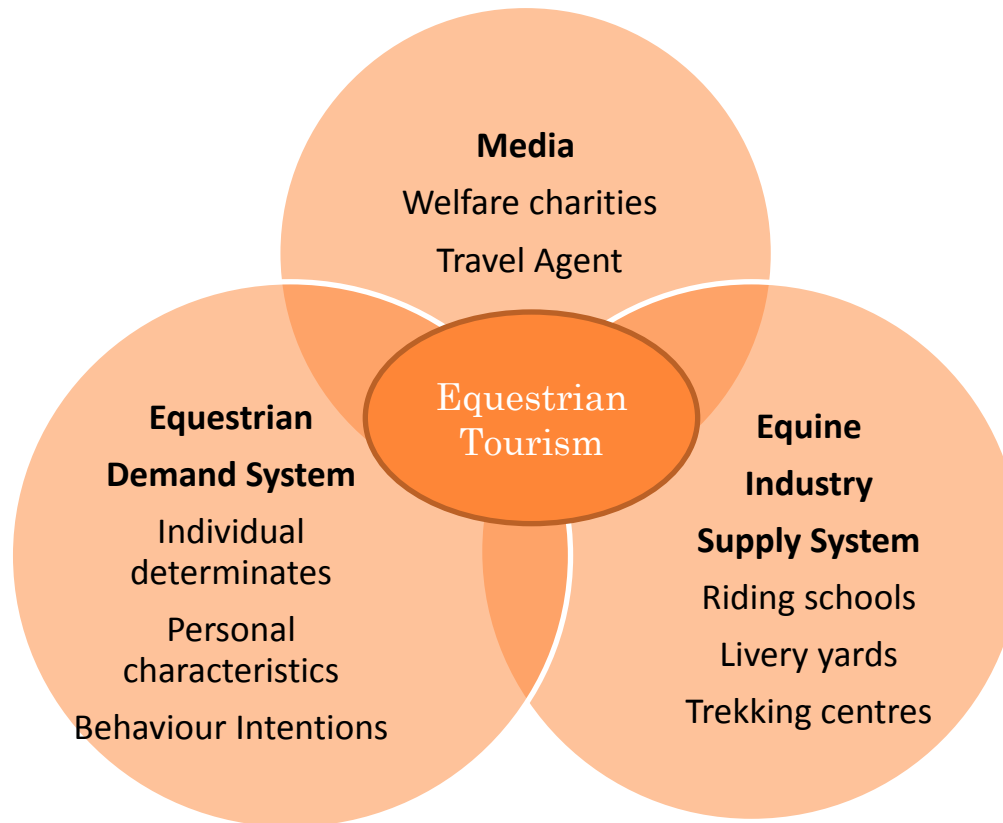 Media
Welfare charities
Travel Agent
Equestrian
Tourism
Equestrian
Demand System
Individual
determinates
Personal
characteristics
Behaviour Intentions
Equine
Industry
Supply System
Riding schools
Livery yards
Trekking centres